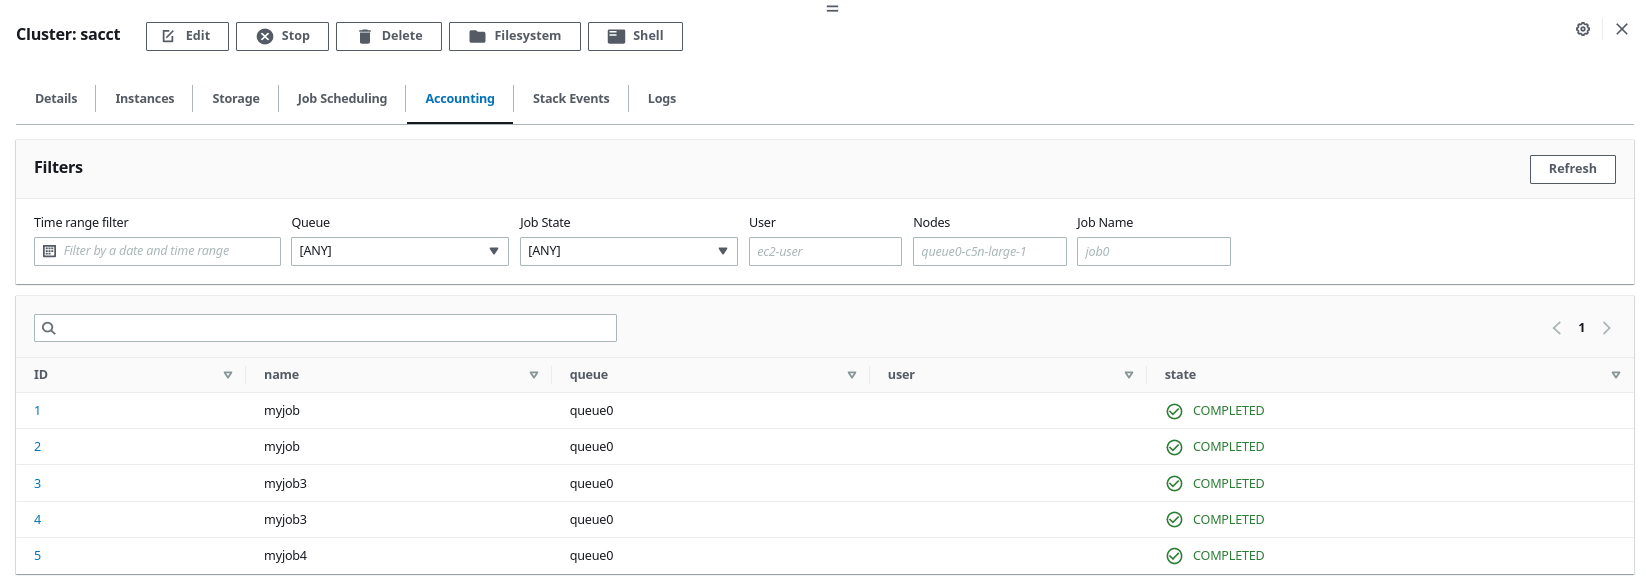 Cluster: sacct Edit Stop Delete Filesystem Shell
Details Instances Storage Job Scheduling Accounting Stack Events Logs
Filters Refresh
Time range filter Queue Job State User Nodes Job Name
Filter by a date and time range [ANY] [ANY] ec2-user queue0-c5n-large-1 job0
1
ID name queue user state
1 myjob queue0 COMPLETED
2 myjob queue0 COMPLETED
3 myjob3 queue0 COMPLETED
4 myjob3 queue0 COMPLETED
5 myjob4 queue0 COMPLETED